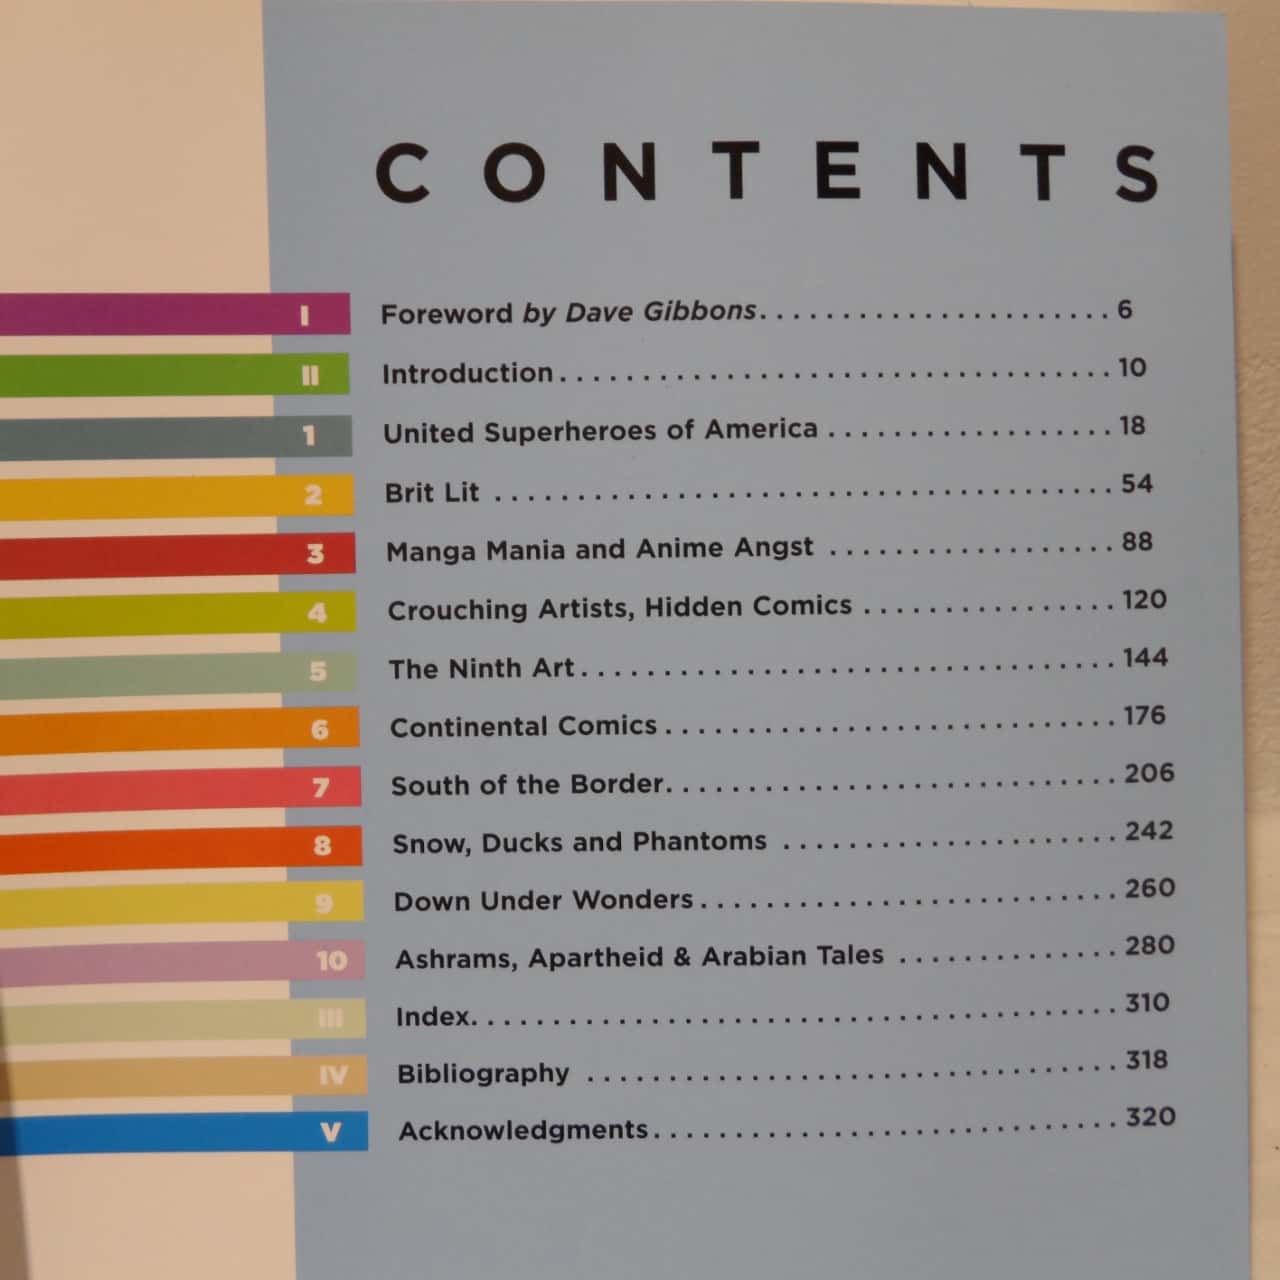 CONTENTS
I Foreword by Dave Gibbons. . . . . . . . . . . . . . . . . . . . . . . . . . 6
II Introduction. . . . . . . . . . . . . . . . . . . . . . . . . . . . . . . . . . . 10
1 United Superheroes of America . . . . . . . . . . . . . . . . . . 18
2 Brit Lit . . . . . . . . . . . . . . . . . . . . . . . . . . . . . . . . . . . . . . . 54
3 Manga Mania and Anime Angst . . . . . . . . . . . . . . . . . . 88
4 Crouching Artists, Hidden Comics . . . . . . . . . . . . . . . . 120
5 The Ninth Art. . . . . . . . . . . . . . . . . . . . . . . . . . . . . . . . . . 144
6 Continental Comics . . . . . . . . . . . . . . . . . . . . . . . . . . . . 176
7 South of the Border. . . . . . . . . . . . . . . . . . . . . . . . . . . . 206
8 Snow, Ducks and Phantoms . . . . . . . . . . . . . . . . . . . . . 242
9 Down Under Wonders. . . . . . . . . . . . . . . . . . . . . . . . . . 260
10 Ashrams, Apartheid & Arabian Tales . . . . . . . . . . . . . 280
III Index. . . . . . . . . . . . . . . . . . . . . . . . . . . . . . . . . . . . . . . . 310
IV Bibliography . . . . . . . . . . . . . . . . . . . . . . . . . . . . . . . . . 318
V Acknowledgments. . . . . . . . . . . . . . . . . . . . . . . . . . . . . 320